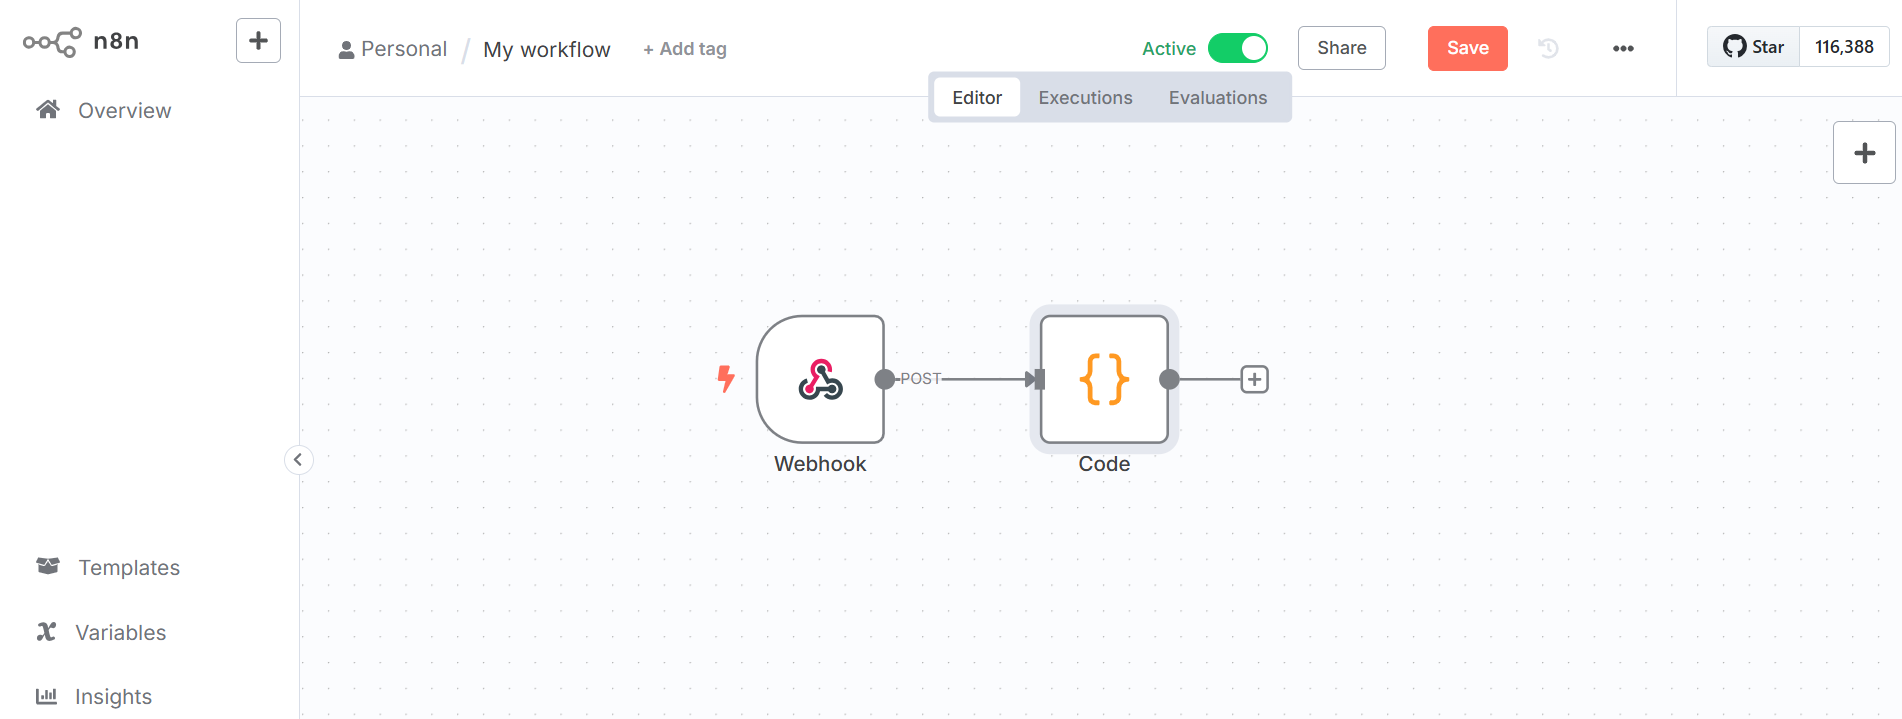 n8n
Overview
Templates
Variables
Insights
Personal / My workflow + Add tag
Active Share Save Star 116,388
Editor Executions Evaluations
POST
Webhook Code